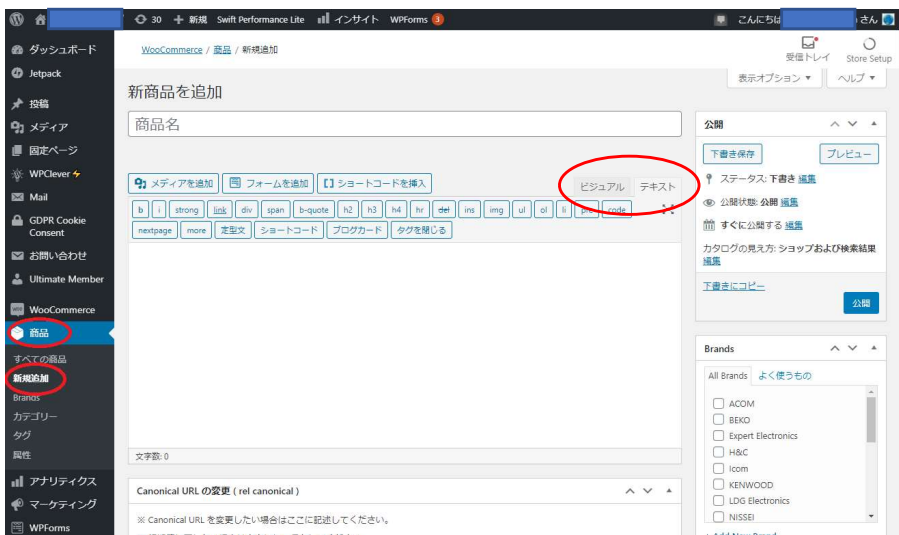 30 新規 Swift Performance Lite インサイト WPForms 3
こんにちは さん
ダッシュボード
Jetpack
投稿
メディア
固定ページ
WPClever
Mail
GDPR Cookie
Consent
お問い合わせ
Ultimate Member
WooCommerce
商品
すべての商品
新規追加
Brands
カテゴリー
タグ
属性
アナリティクス
マーケティング
WPForms
WooCommerce / 商品 / 新規追加
受信トレイ Store Setup
表示オプション ▼ ヘルプ ▼
新商品を追加
商品名
メディアを追加 フォームを追加 [ ] ショートコードを挿入
ビジュアル テキスト
b i strong link div span b-quote h2 h3 h4 hr del ins img ul ol li pre code
nextpage more 定型文 ショートコード ブログカード タグを閉じる
文字数: 0
Canonical URL の変更 ( rel canonical )
※ Canonical URL を変更したい場合はここに記述してください。
公開
下書き保存 プレビュー
ステータス: 下書き 編集
公開状態: 公開 編集
すぐに公開する 編集
カタログの見え方: ショップおよび検索結果
編集
下書きにコピー
公開
Brands
All Brands よく使うもの
ACOM
BEKO
Expert Electronics
H&C
Icom
KENWOOD
LDG Electronics
NISSEI
+ Add New Brand